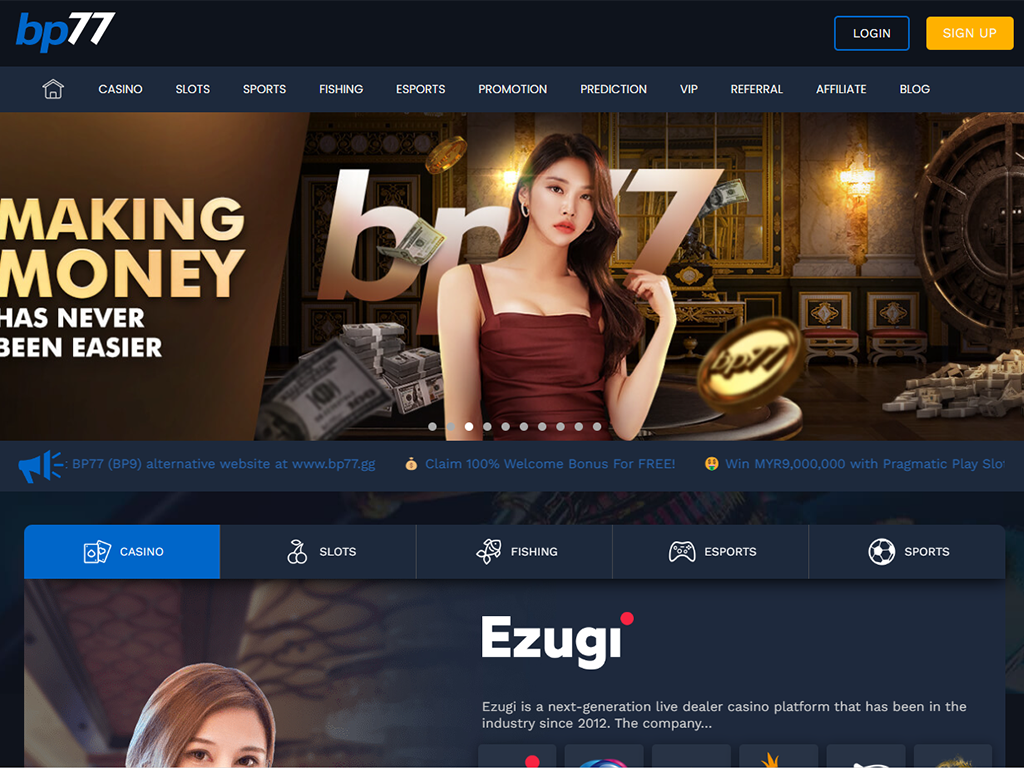 bp77
LOGIN
SIGN UP
CASINO
SLOTS
SPORTS
FISHING
ESPORTS
PROMOTION
PREDICTION
VIP
REFERRAL
AFFILIATE
BLOG
MAKING
MONEY
HAS NEVER
BEEN EASIER
bp77
bp77
: BP77 (BP9) alternative website at www.bp77.gg
Claim 100% Welcome Bonus For FREE!
Win MYR9,000,000 with Pragmatic Play
CASINO
SLOTS
FISHING
ESPORTS
SPORTS
Ezugi
Ezugi is a next-generation live dealer casino platform that has been in the
industry since 2012. The company...